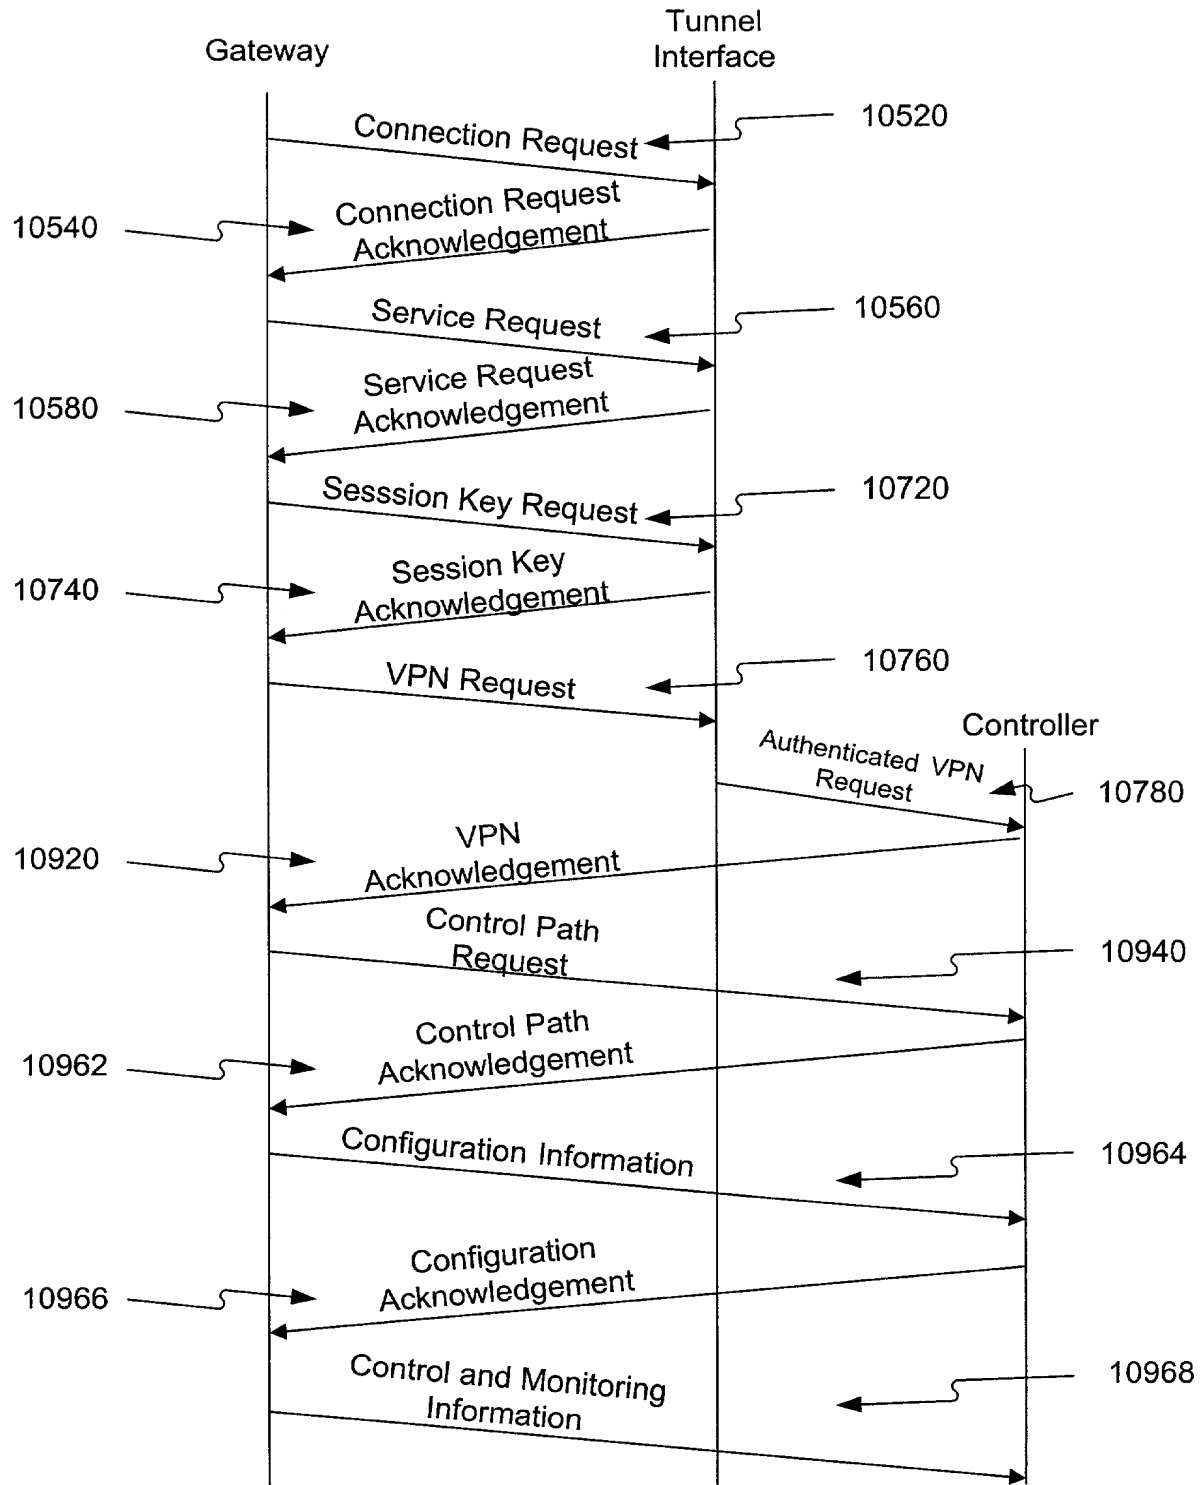 Gateway
Tunnel
Interface
Connection Request
10520
Connection Request
Acknowledgement
10540
Service Request
10560
Service Request
Acknowledgement
10580
Sesssion Key Request
10720
Session Key
Acknowledgement
10740
VPN Request
10760
Controller
Authenticated VPN
Request
10780
VPN
Acknowledgement
10920
Control Path
Request
10940
Control Path
Acknowledgement
10962
Configuration Information
10964
Configuration
Acknowledgement
10966
Control and Monitoring
Information
10968